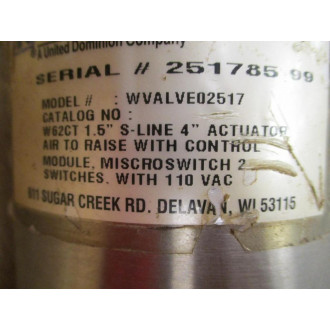 A United Dominion Company
SERIAL # 251785 99
MODEL # : WVALVE02517
CATALOG NO :
W62CT 1.5" S-LINE 4" ACTUATOR
AIR TO RAISE WITH CONTROL
MODULE, MISCROSWITCH 2
SWITCHES, WITH 110 VAC
611 SUGAR CREEK RD. DELAVAN, WI 53115